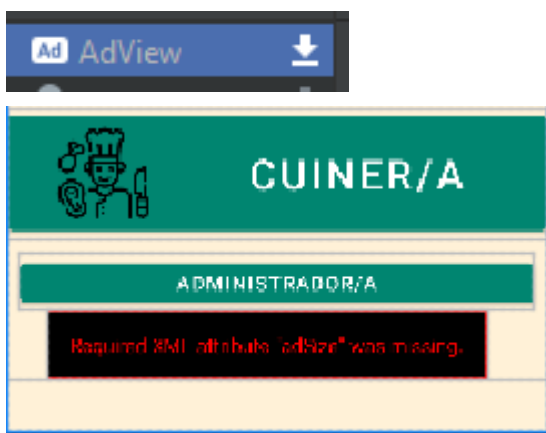 Ad AdView
CUINER/A
ADMINISTRADOR/A
Required XML attribute "adSize" was missing.